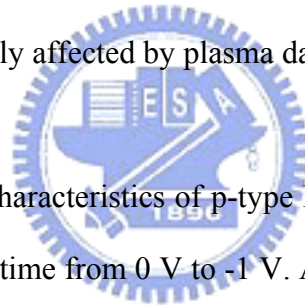 ly affected by plasma da
E S A
haracteristics of p-type
1896
time from 0 V to -1 V. A